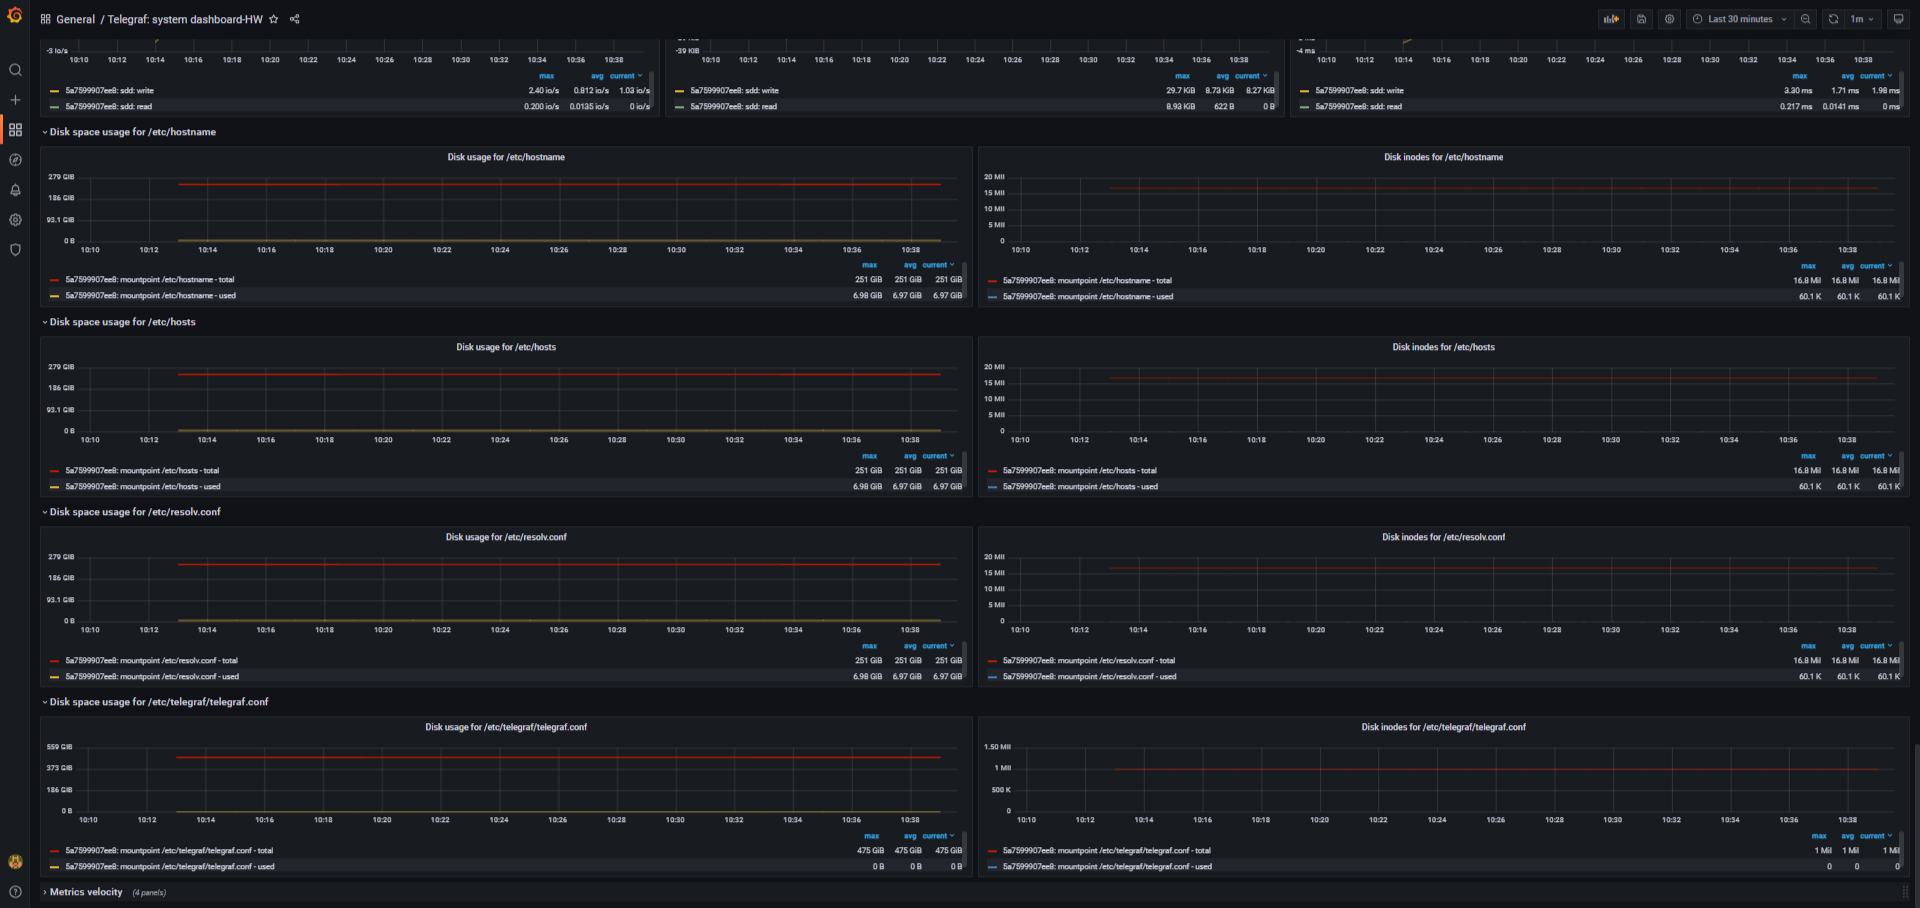 General / Telegraf: system dashboard-HW
Last 30 minutes
1m
-3 io/s
10:10 10:12 10:14 10:16 10:18 10:20 10:22 10:24 10:26 10:28 10:30 10:32 10:34 10:36 10:38
max avg current
5a7599907ee8: sdd: write 2.40 io/s 0.812 io/s 1.03 io/s
5a7599907ee8: sdd: read 0.200 io/s 0.0135 io/s 0 io/s
-39 KiB
10:10 10:12 10:14 10:16 10:18 10:20 10:22 10:24 10:26 10:28 10:30 10:32 10:34 10:36 10:38
max avg current
5a7599907ee8: sdd: write 29.7 KiB 8.73 KiB 8.27 KiB
5a7599907ee8: sdd: read 8.93 KiB 622 B 0 B
-4 ms
10:10 10:12 10:14 10:16 10:18 10:20 10:22 10:24 10:26 10:28 10:30 10:32 10:34 10:36 10:38
max avg current
5a7599907ee8: sdd: write 3.30 ms 1.71 ms 1.98 ms
5a7599907ee8: sdd: read 0.217 ms 0.0141 ms 0 ms
Disk space usage for /etc/hostname
Disk usage for /etc/hostname
279 GiB
186 GiB
93.1 GiB
0 B
10:10 10:12 10:14 10:16 10:18 10:20 10:22 10:24 10:26 10:28 10:30 10:32 10:34 10:36 10:38
max avg current
5a7599907ee8: mountpoint /etc/hostname - total 251 GiB 251 GiB 251 GiB
5a7599907ee8: mountpoint /etc/hostname - used 6.98 GiB 6.97 GiB 6.97 GiB
Disk inodes for /etc/hostname
20 Mil
15 Mil
10 Mil
5 Mil
0
10:10 10:12 10:14 10:16 10:18 10:20 10:22 10:24 10:26 10:28 10:30 10:32 10:34 10:36 10:38
max avg current
5a7599907ee8: mountpoint /etc/hostname - total 16.8 Mil 16.8 Mil 16.8 Mil
5a7599907ee8: mountpoint /etc/hostname - used 60.1 K 60.1 K 60.1 K
Disk space usage for /etc/hosts
Disk usage for /etc/hosts
279 GiB
186 GiB
93.1 GiB
0 B
10:10 10:12 10:14 10:16 10:18 10:20 10:22 10:24 10:26 10:28 10:30 10:32 10:34 10:36 10:38
max avg current
5a7599907ee8: mountpoint /etc/hosts - total 251 GiB 251 GiB 251 GiB
5a7599907ee8: mountpoint /etc/hosts - used 6.98 GiB 6.97 GiB 6.97 GiB
Disk inodes for /etc/hosts
20 Mil
15 Mil
10 Mil
5 Mil
0
10:10 10:12 10:14 10:16 10:18 10:20 10:22 10:24 10:26 10:28 10:30 10:32 10:34 10:36 10:38
max avg current
5a7599907ee8: mountpoint /etc/hosts - total 16.8 Mil 16.8 Mil 16.8 Mil
5a7599907ee8: mountpoint /etc/hosts - used 60.1 K 60.1 K 60.1 K
Disk space usage for /etc/resolv.conf
Disk usage for /etc/resolv.conf
279 GiB
186 GiB
93.1 GiB
0 B
10:10 10:12 10:14 10:16 10:18 10:20 10:22 10:24 10:26 10:28 10:30 10:32 10:34 10:36 10:38
max avg current
5a7599907ee8: mountpoint /etc/resolv.conf - total 251 GiB 251 GiB 251 GiB
5a7599907ee8: mountpoint /etc/resolv.conf - used 6.98 GiB 6.97 GiB 6.97 GiB
Disk inodes for /etc/resolv.conf
20 Mil
15 Mil
10 Mil
5 Mil
0
10:10 10:12 10:14 10:16 10:18 10:20 10:22 10:24 10:26 10:28 10:30 10:32 10:34 10:36 10:38
max avg current
5a7599907ee8: mountpoint /etc/resolv.conf - total 16.8 Mil 16.8 Mil 16.8 Mil
5a7599907ee8: mountpoint /etc/resolv.conf - used 60.1 K 60.1 K 60.1 K
Disk space usage for /etc/telegraf/telegraf.conf
Disk usage for /etc/telegraf/telegraf.conf
559 GiB
373 GiB
186 GiB
0 B
10:10 10:12 10:14 10:16 10:18 10:20 10:22 10:24 10:26 10:28 10:30 10:32 10:34 10:36 10:38
max avg current
5a7599907ee8: mountpoint /etc/telegraf/telegraf.conf - total 475 GiB 475 GiB 475 GiB
5a7599907ee8: mountpoint /etc/telegraf/telegraf.conf - used 0 B 0 B 0 B
Disk inodes for /etc/telegraf/telegraf.conf
1.50 Mil
1 Mil
500 K
0
10:10 10:12 10:14 10:16 10:18 10:20 10:22 10:24 10:26 10:28 10:30 10:32 10:34 10:36 10:38
max avg current
5a7599907ee8: mountpoint /etc/telegraf/telegraf.conf - total 1 Mil 1 Mil 1 Mil
5a7599907ee8: mountpoint /etc/telegraf/telegraf.conf - used 0 0 0
Metrics velocity (4 panels)